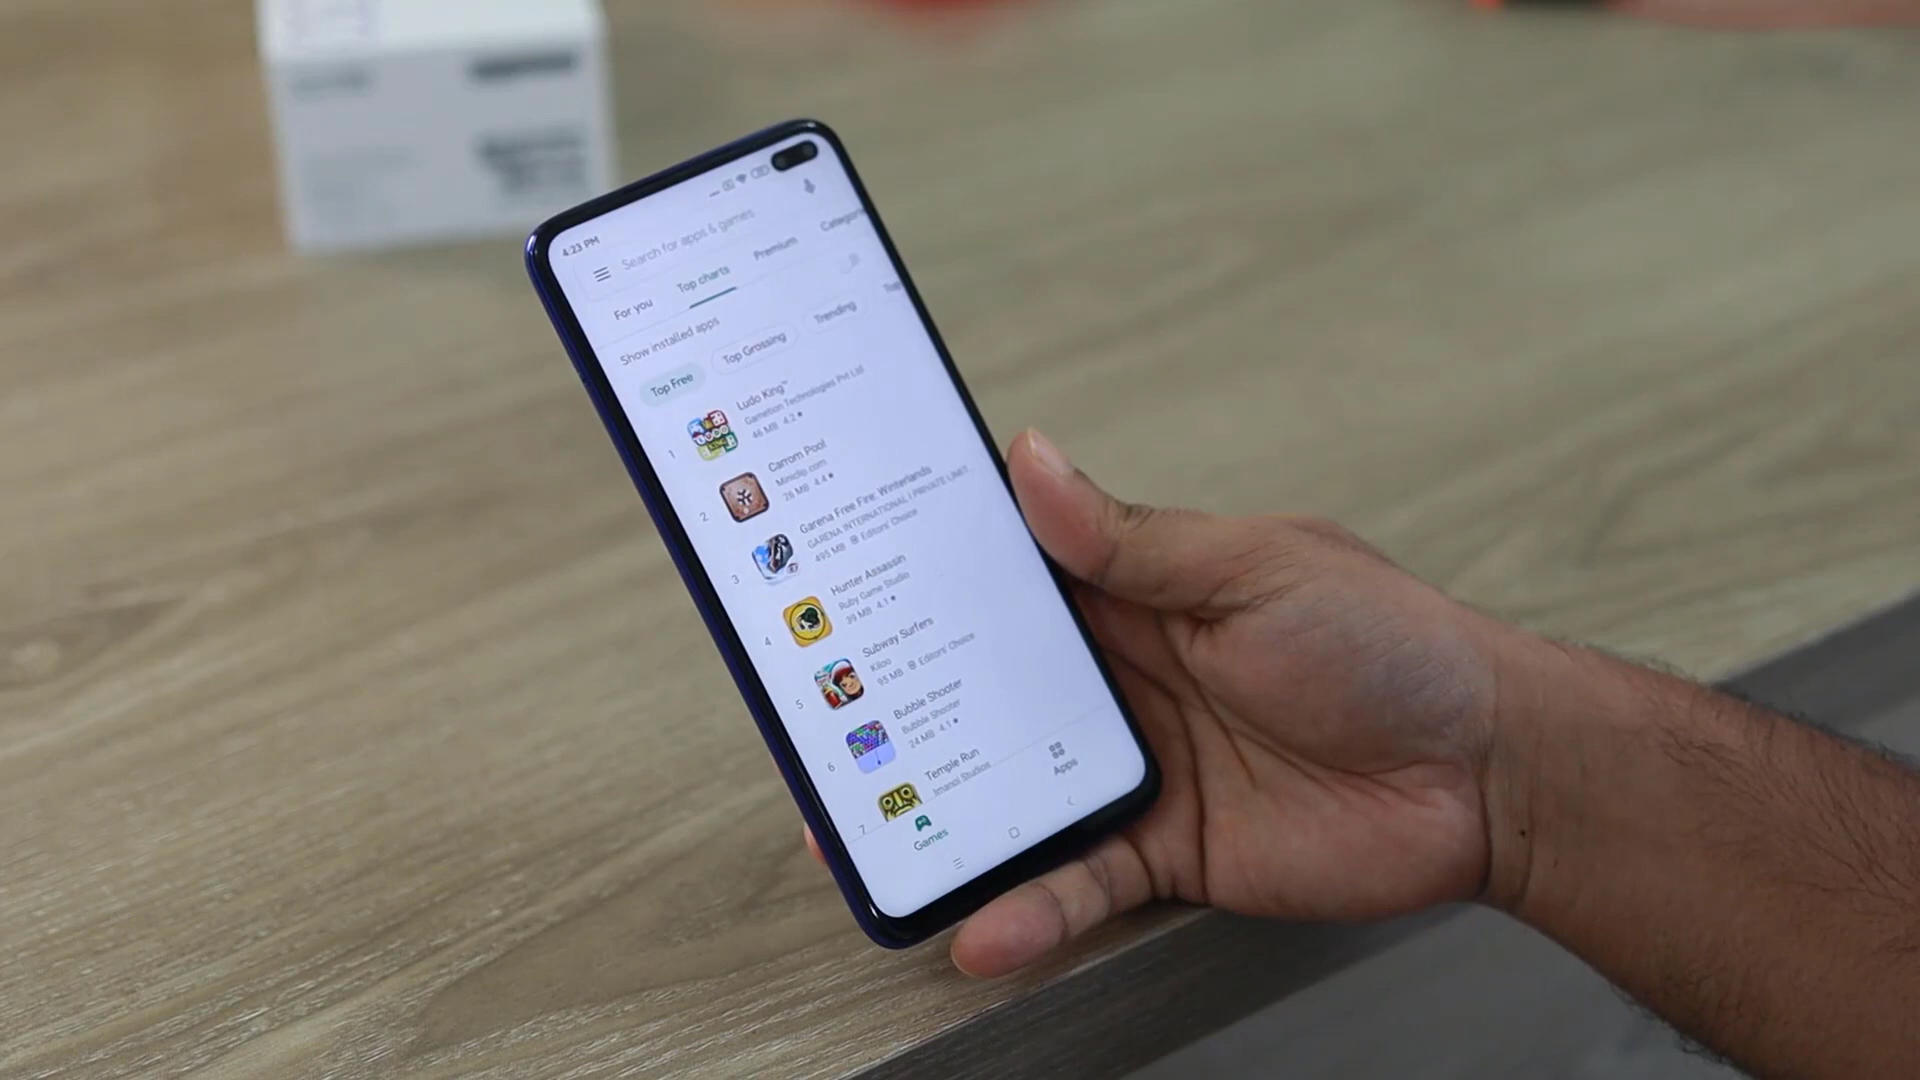 4:23 PM
Search for apps & games
For you
Top charts
Premium
Show installed apps
Top Free
Top Grossing
Trending
1
Ludo King™
Gametion Technologies Pvt Ltd
46 MB 4.2★
2
Carrom Pool
Miniclip.com
26 MB 4.4★
3
Garena Free Fire: Winterlands
GARENA INTERNATIONAL I PRIVATE LIMIT...
495 MB Editors' Choice
4
Hunter Assassin
Ruby Game Studio
39 MB 4.1★
5
Subway Surfers
Kiloo
95 MB Editors' Choice
6
Bubble Shooter
Bubble Shooter
24 MB 4.1★
7
Temple Run
Imangi Studios
Games
Apps